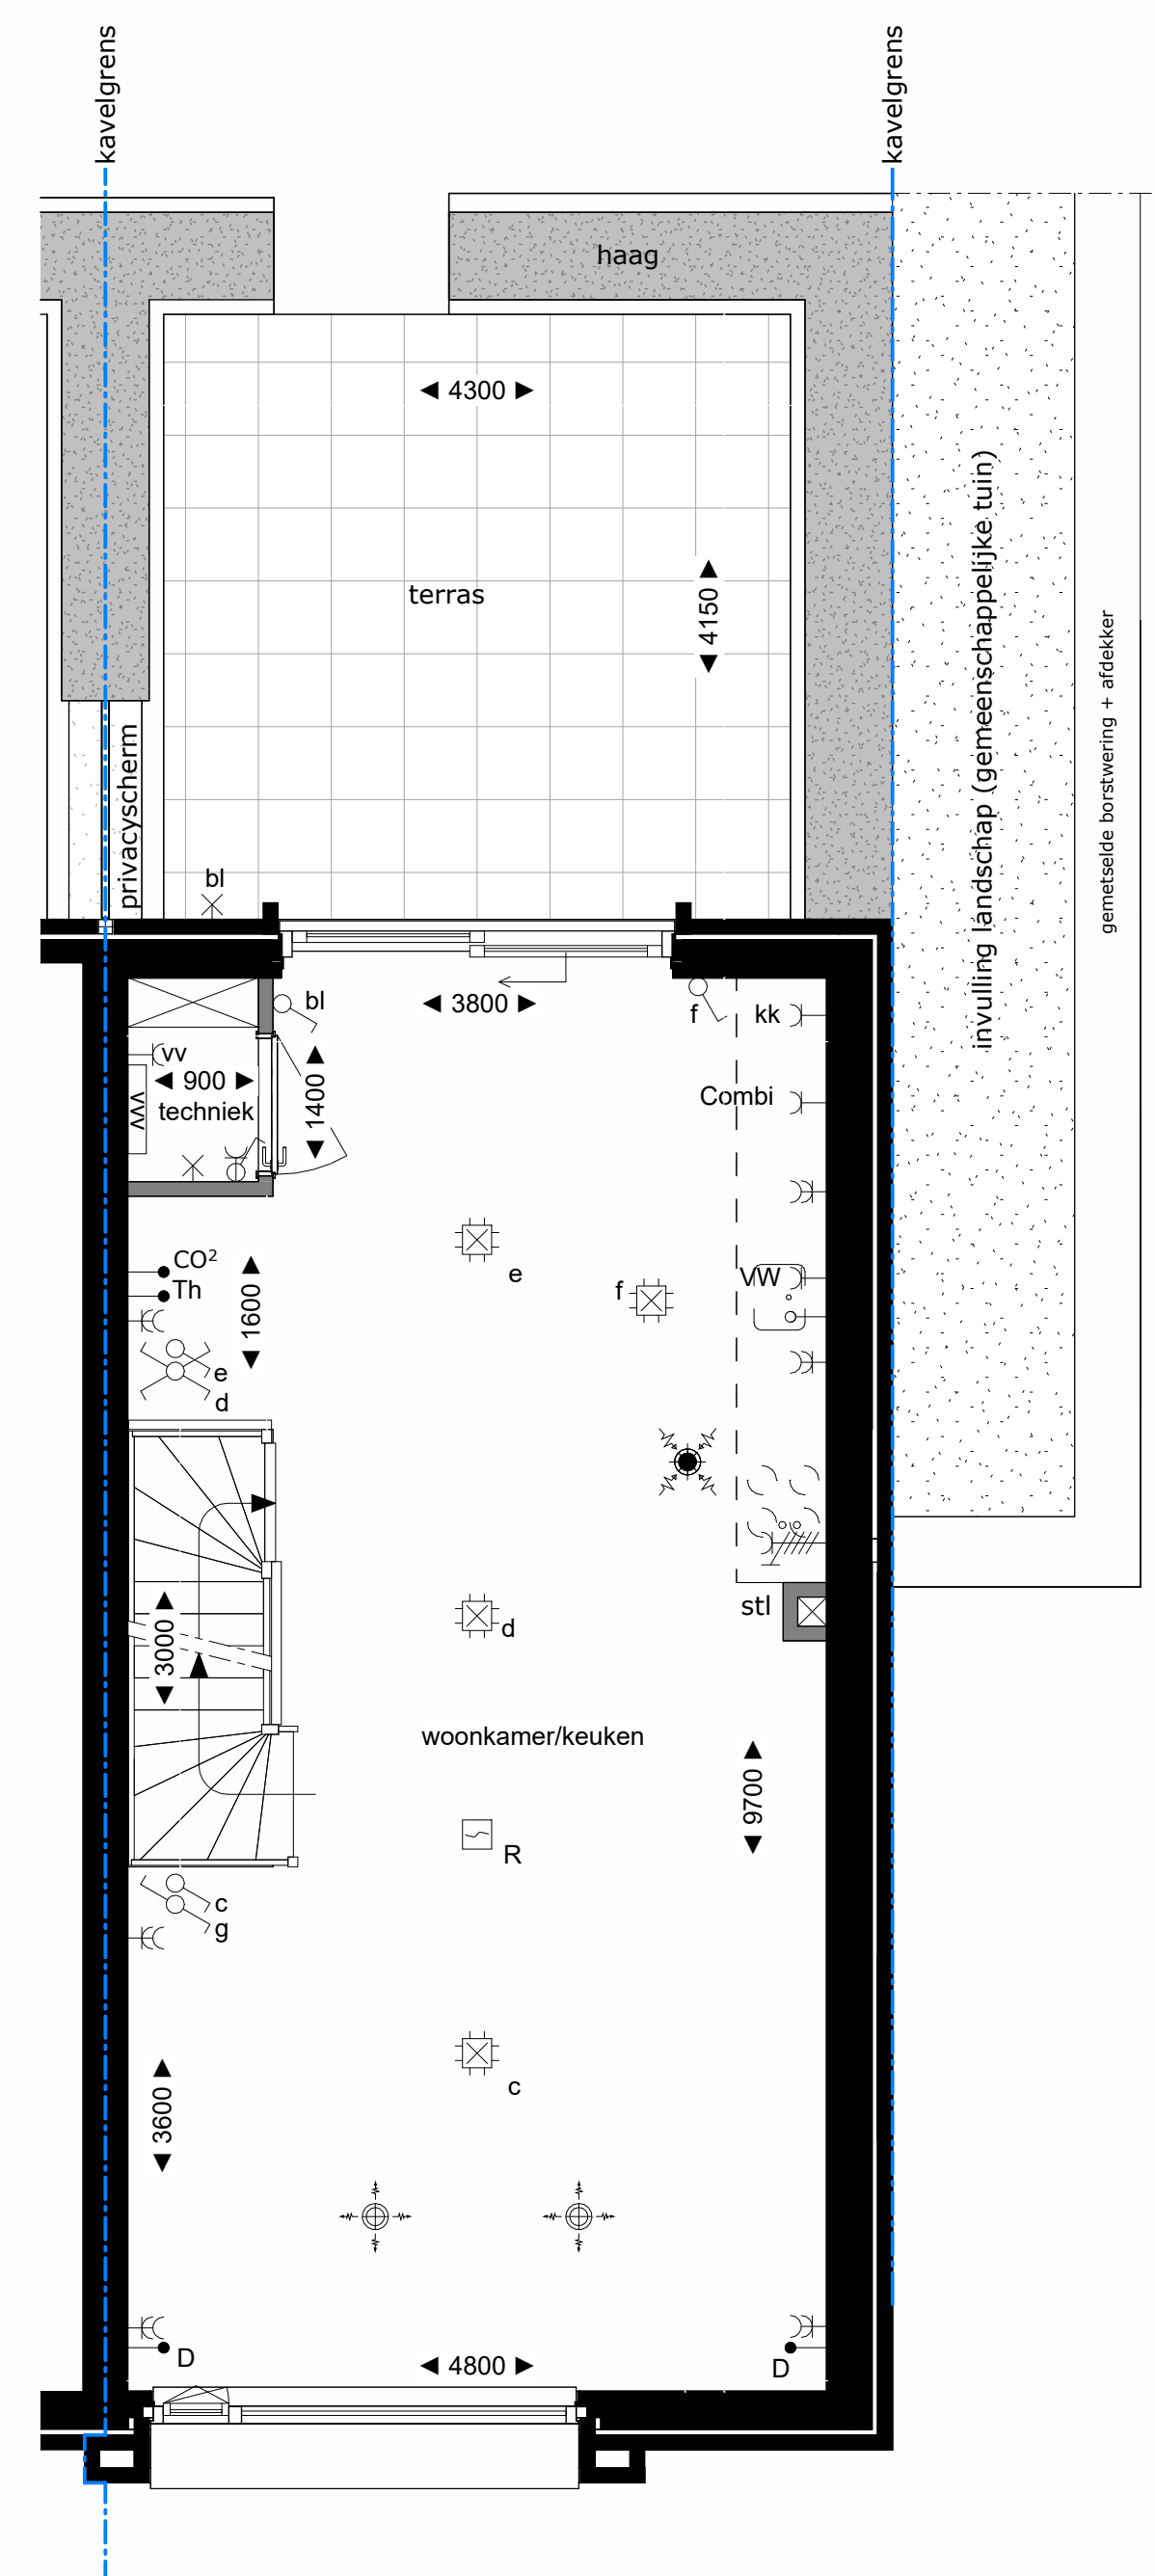 kavelgrens
kavelgrens
haag
4300
terras
4150
invulling landschap (gemeenschappelijke tuin)
gemetselde borstwering + afdekker
privacyscherm
bl
bl
3800
f
kk
vv
900
techniek
WW
1400
Combi
CO²
Th
1600
e
f
VW
e
d
3000
d
stl
woonkamer/keuken
9700
R
c
g
c
3600
D
4800
D